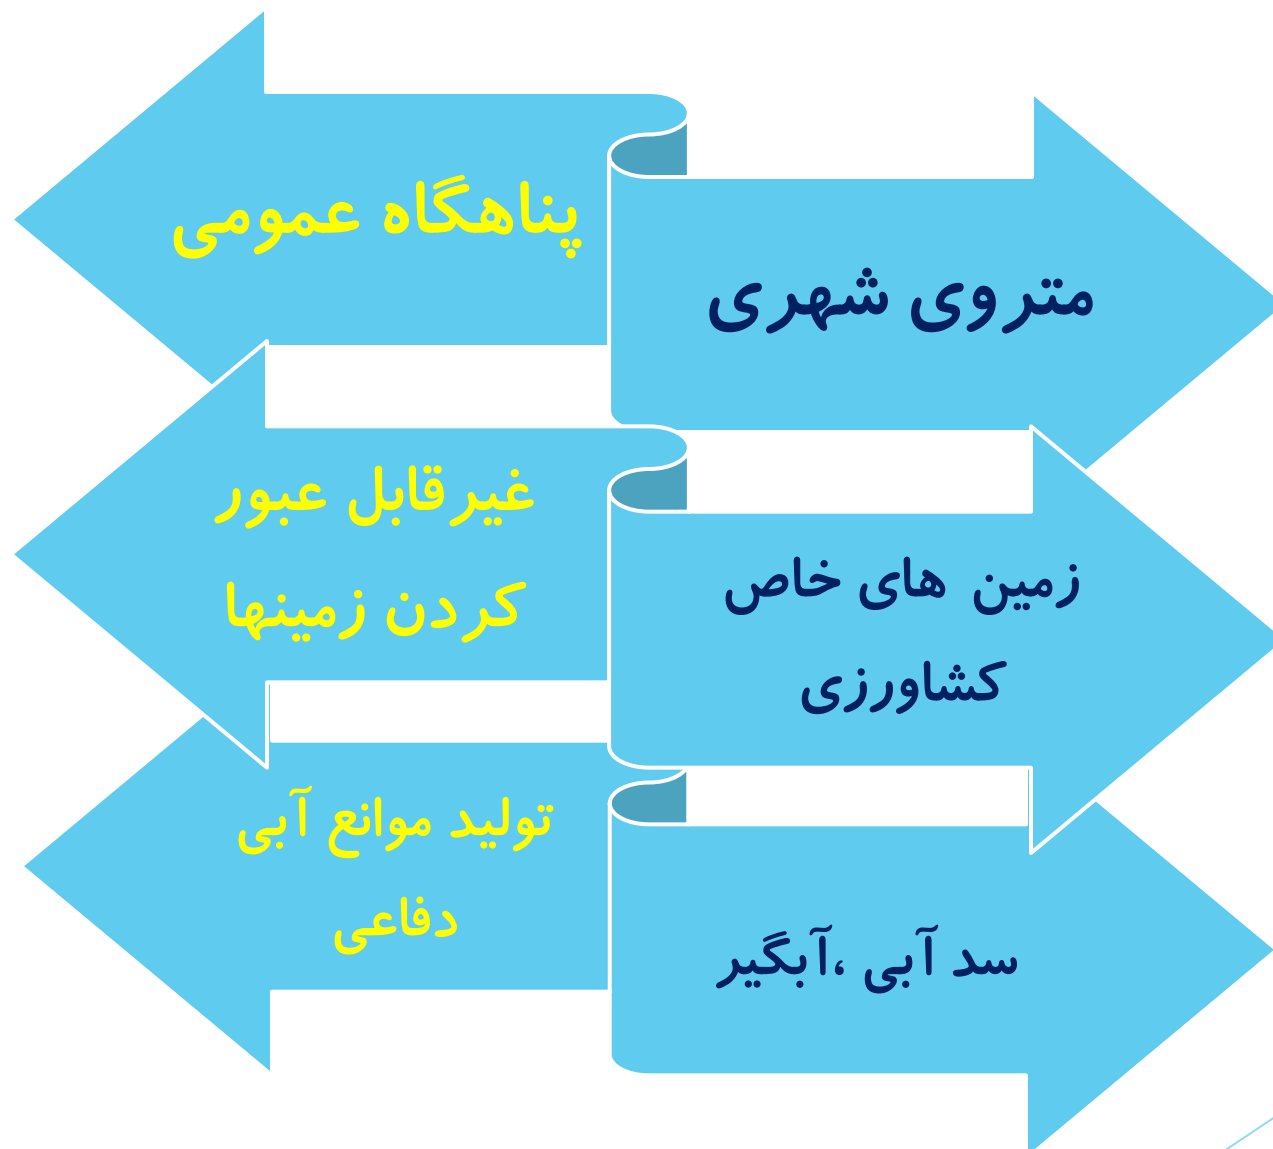 متروی شهری
پناهگاه عمومی
زمین های خاص
کشاورزی
غیرقابل عبور
کردن زمینها
سد آبی ،آبگیر
تولید موانع آبی
دفاعی